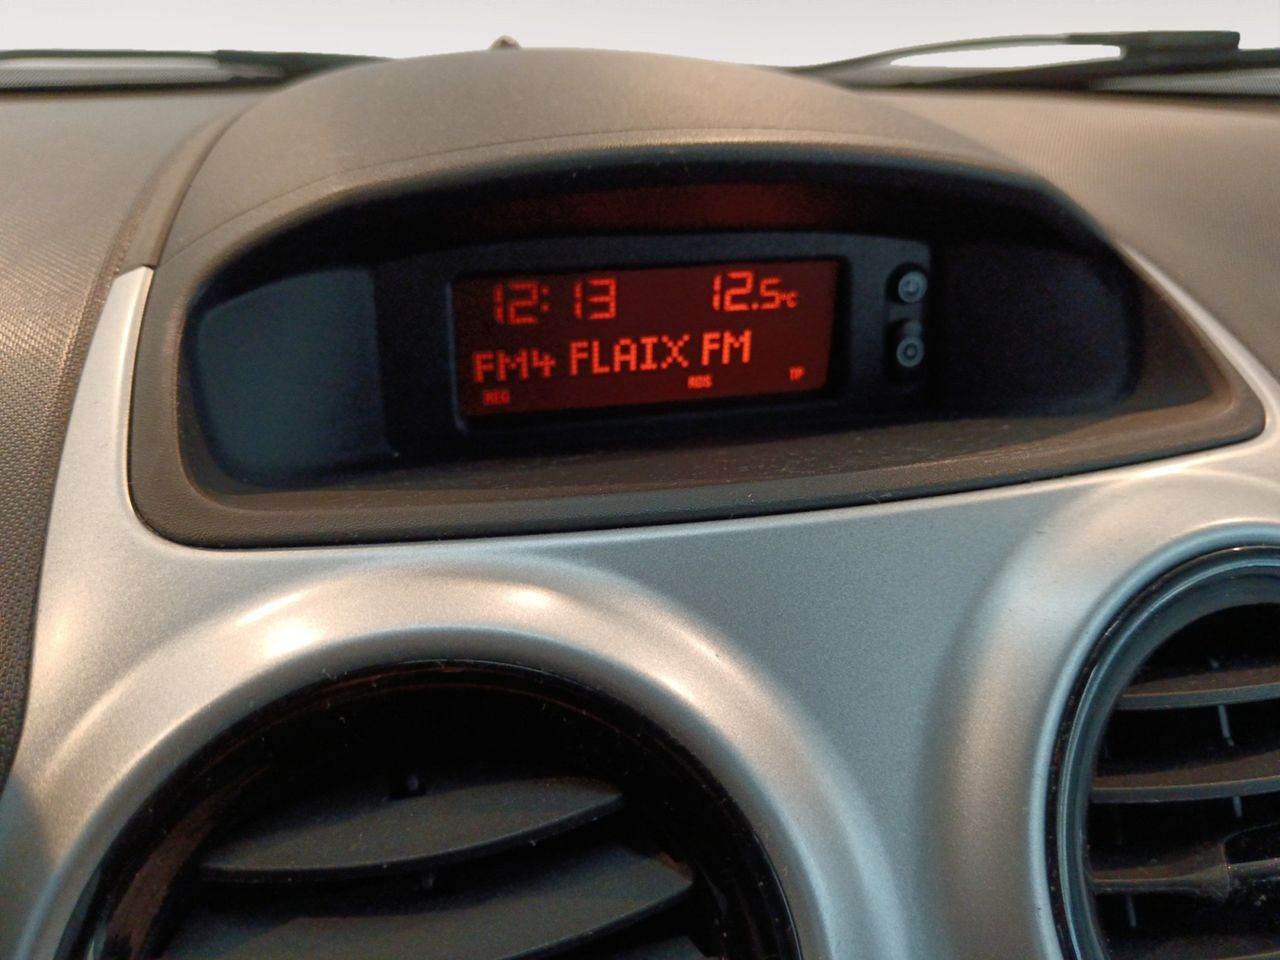 12:13 12.5°C
FM4 FLAIX FM
REG RDS TP